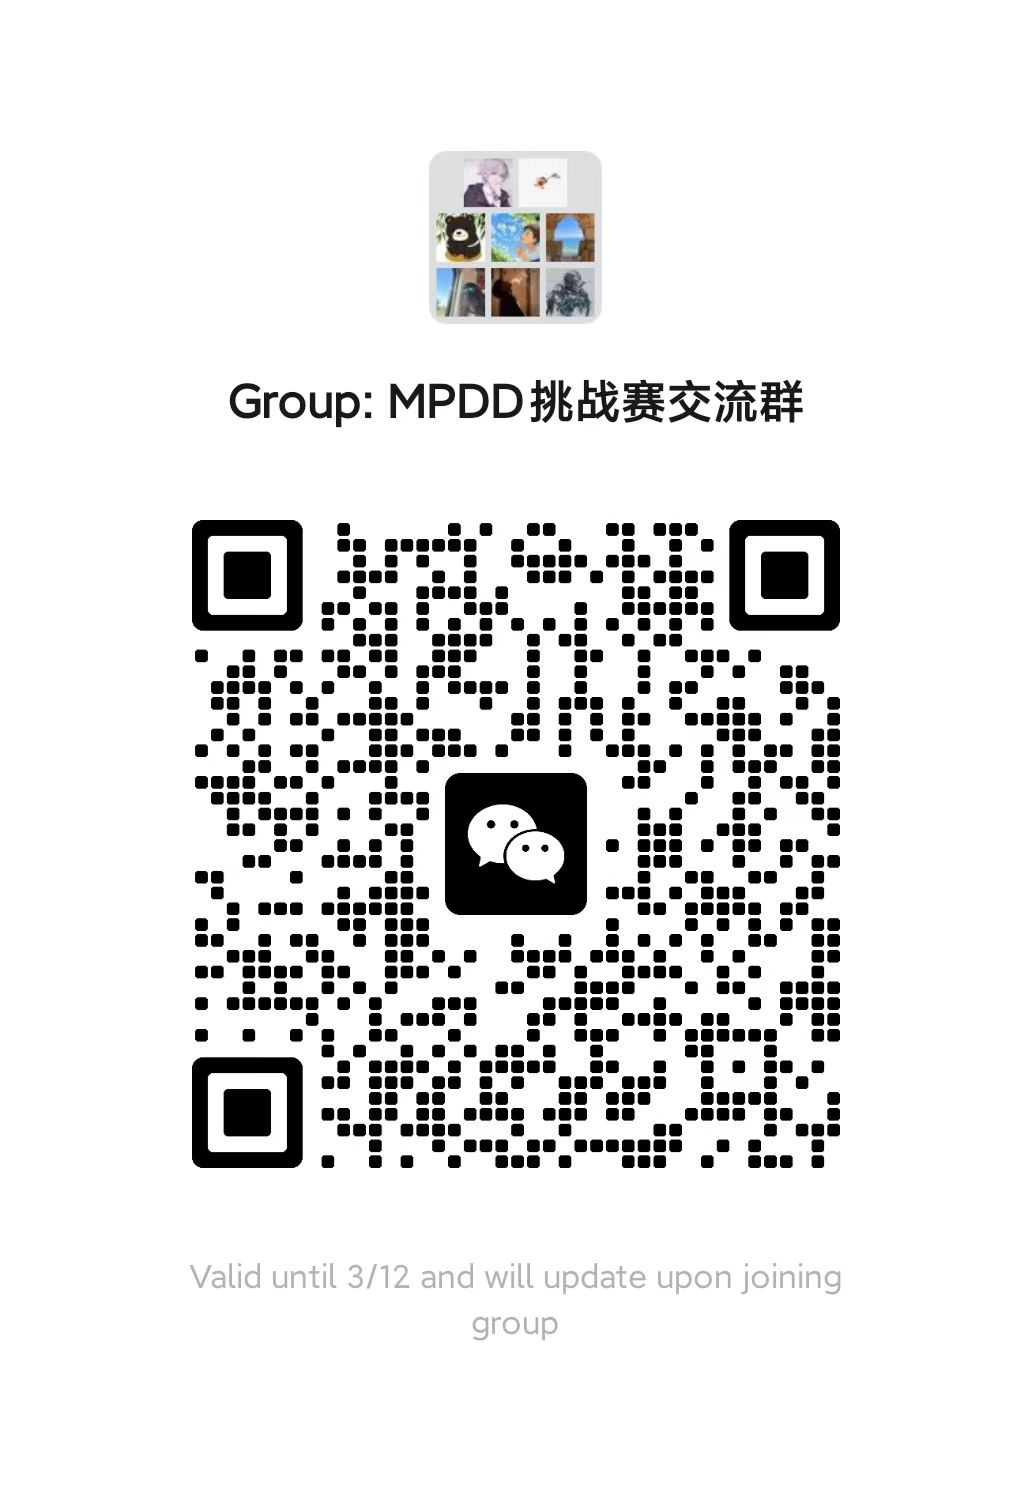 Group: MPDD挑战赛交流群
Valid until 3/12 and will update upon joining
group